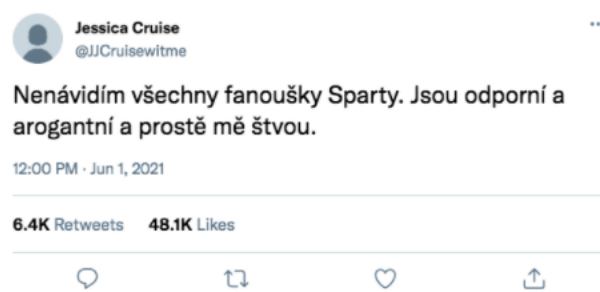 Jessica Cruise
@JJCruisewitme
Nenávidím všechny fanoušky Sparty. Jsou odporní a
arogantní a prostě mě štvou.
12:00 PM · Jun 1, 2021
6.4K Retweets 48.1K Likes